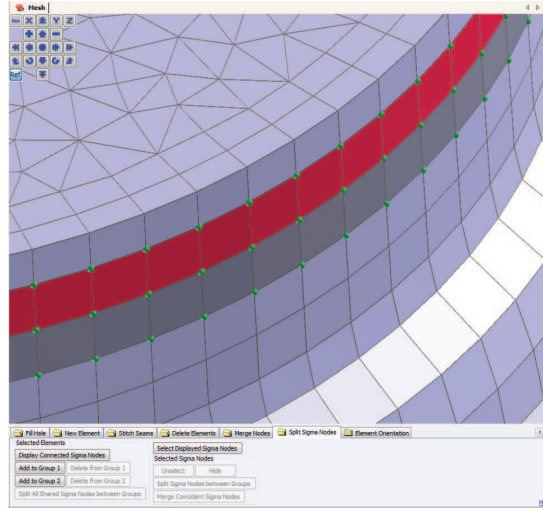 Mesh
Iso X Y Z
Ref
Fill Hole New Element Stitch Seams Delete Elements Merge Nodes Split Sigma Nodes Element Orientation
Selected Elements
Display Connected Sigma Nodes
Add to Group 1 Delete from Group 1
Add to Group 2 Delete from Group 2
Split All Shared Sigma Nodes between Groups
Select Displayed Sigma Nodes
Selected Sigma Nodes
Unselect Hide
Split Sigma Nodes between Groups
Merge Coincident Sigma Nodes